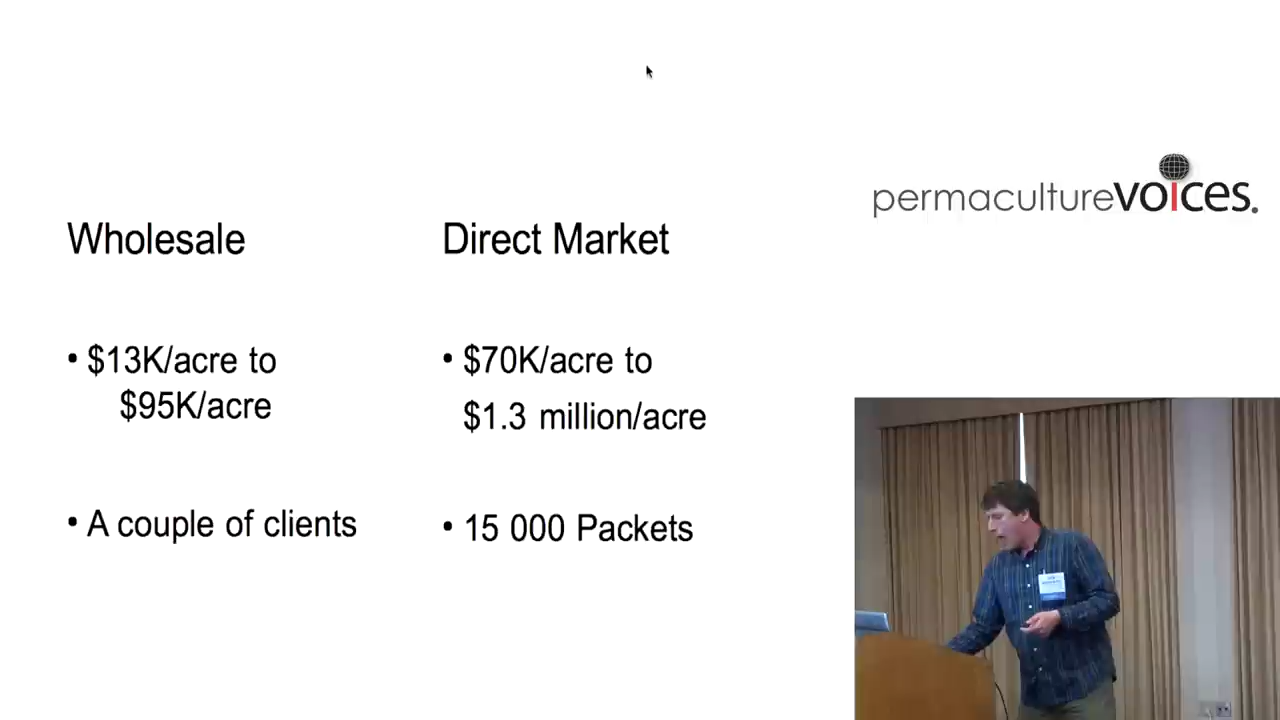 permaculturevoices.
Wholesale
• $13K/acre to
$95K/acre
• A couple of clients
Direct Market
• $70K/acre to
$1.3 million/acre
• 15 000 Packets